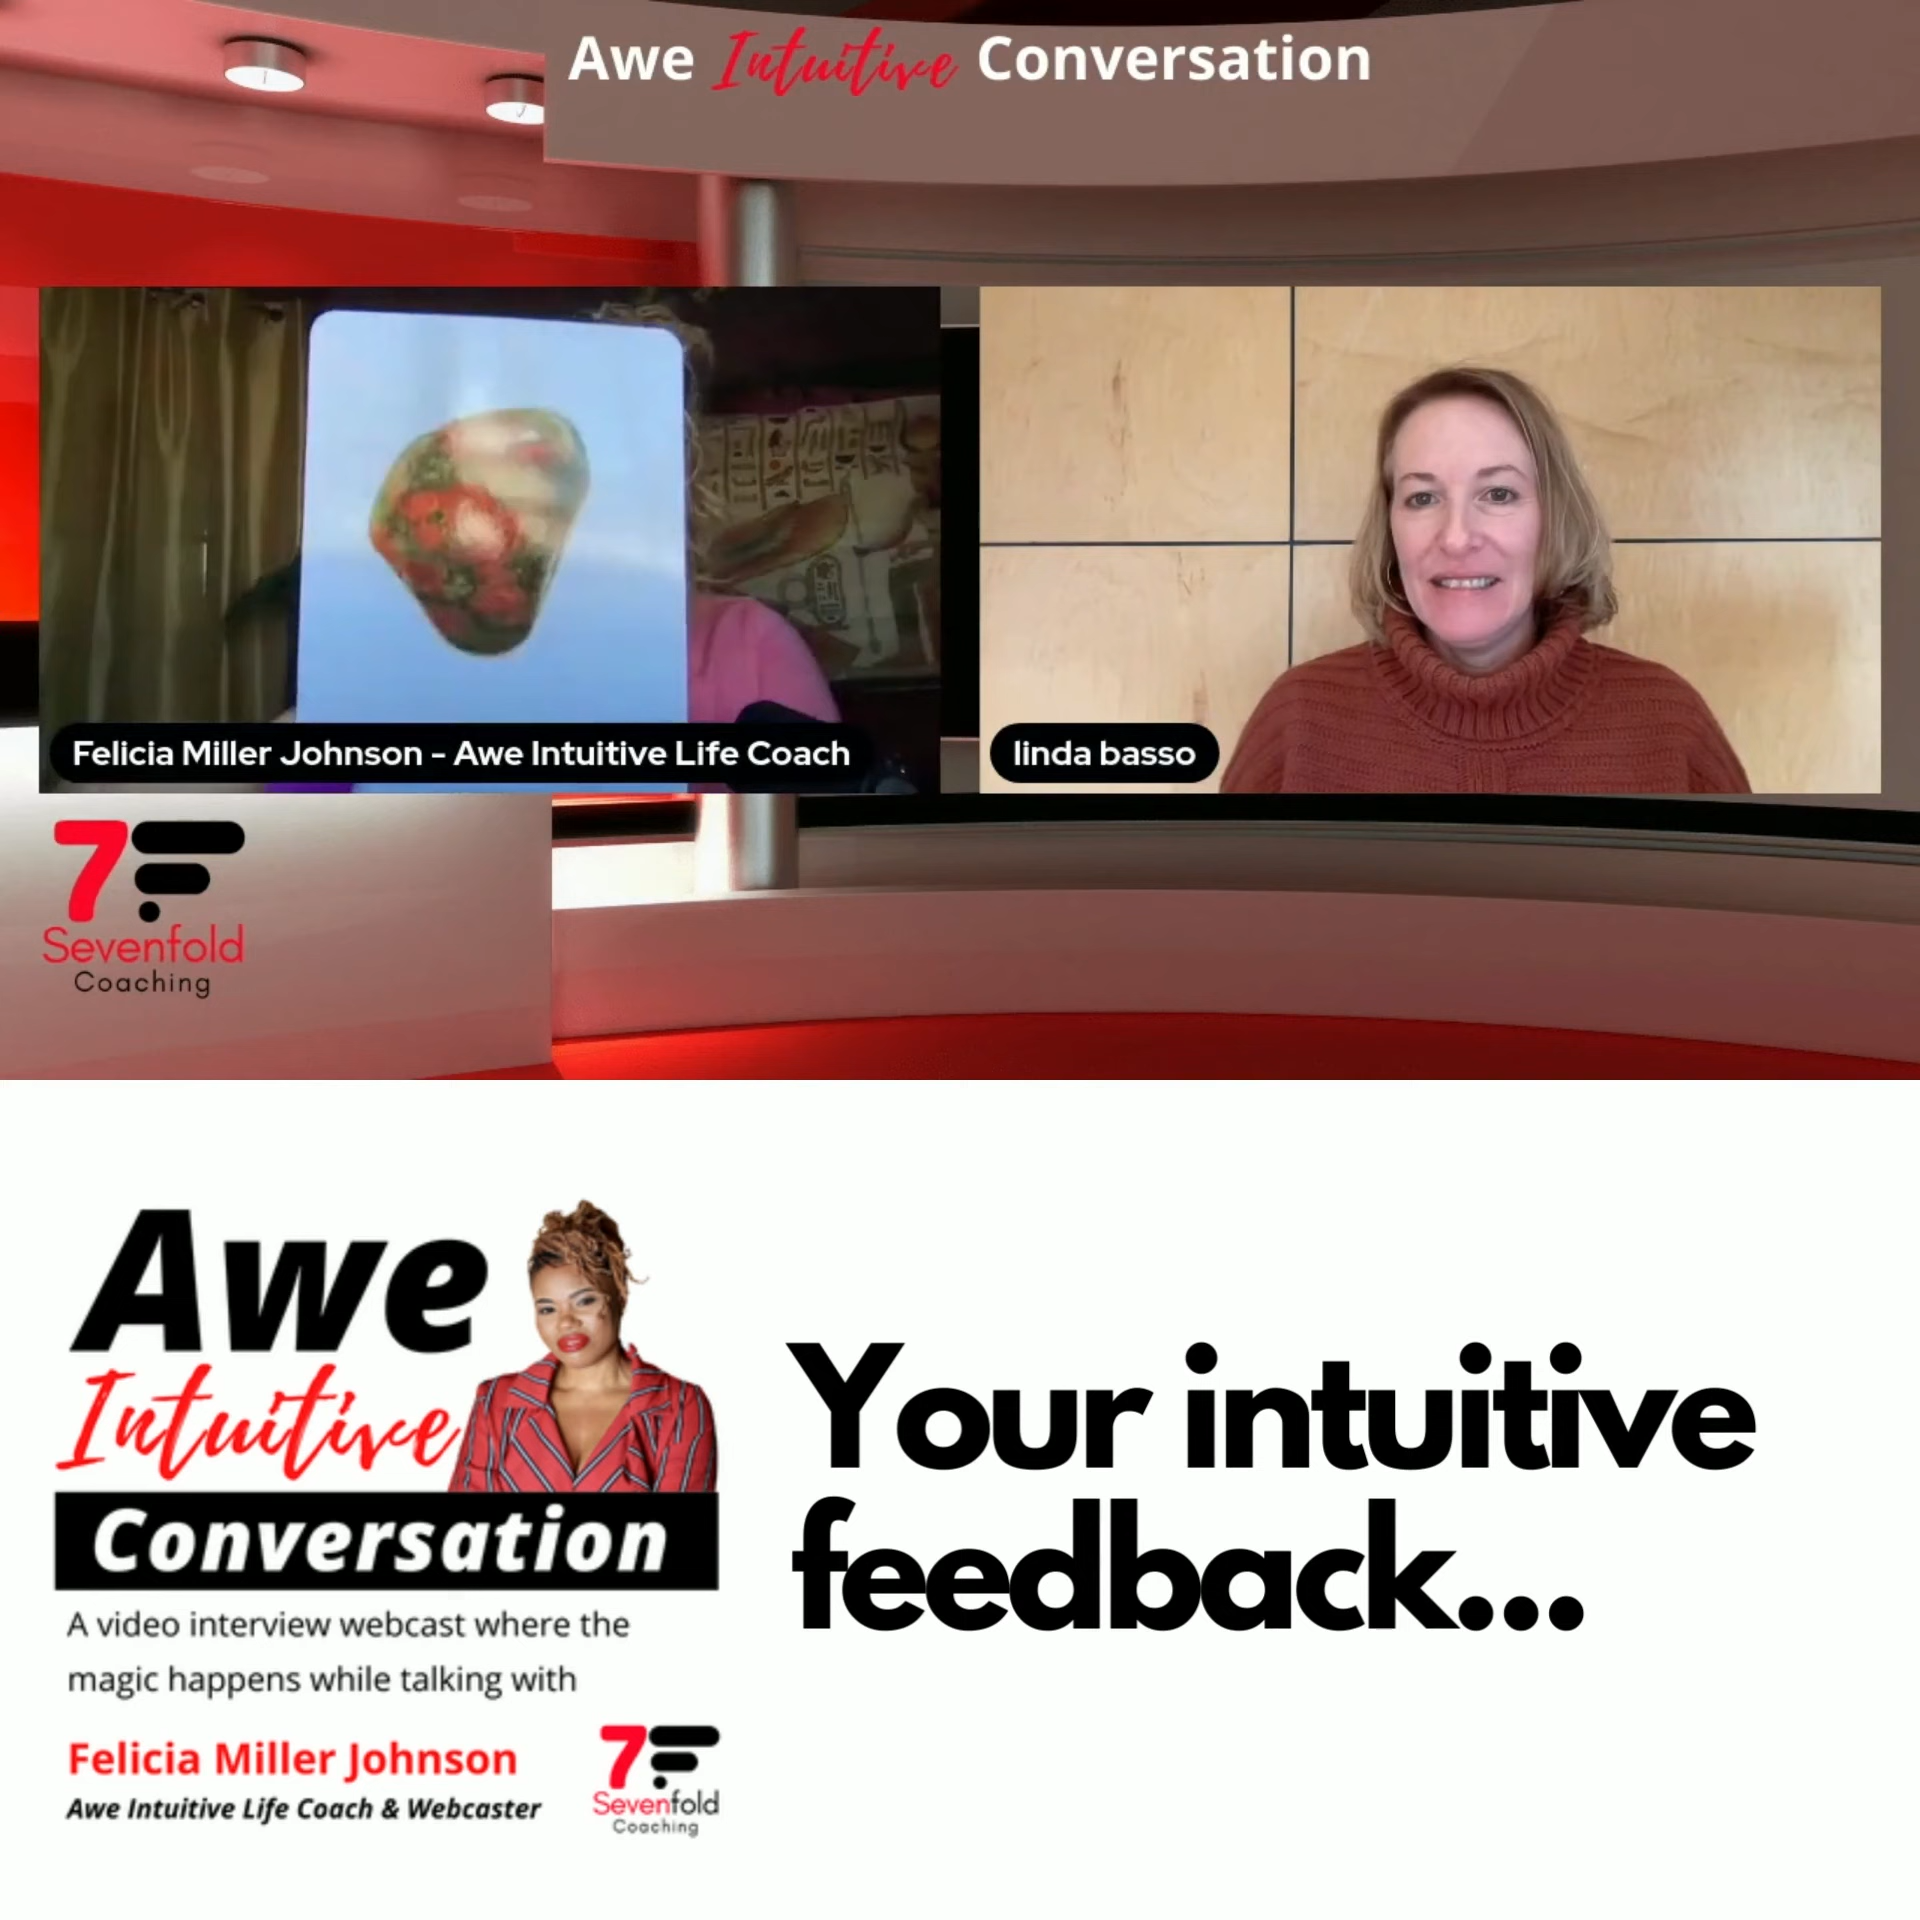 Awe Intuitive Conversation
Felicia Miller Johnson - Awe Intuitive Life Coach
linda basso
7F
Sevenfold
Coaching
Awe
Intuitive
Conversation
A video interview webcast where the
magic happens while talking with
Felicia Miller Johnson
Awe Intuitive Life Coach & Webcaster
7F
Sevenfold
Coaching
Your intuitive
feedback...